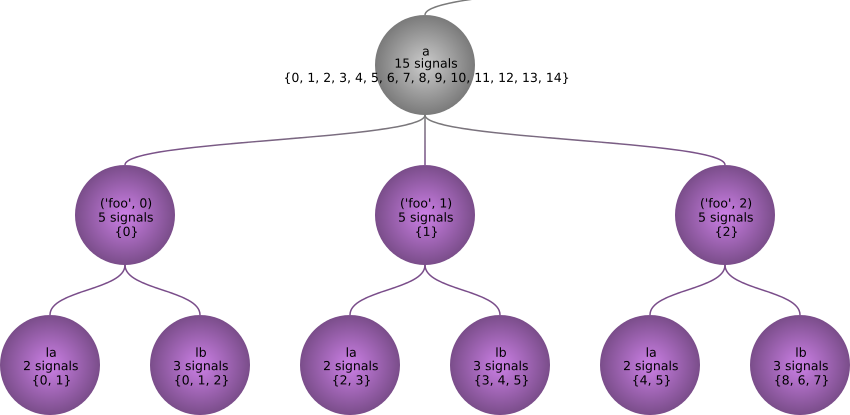 a
15 signals
{0, 1, 2, 3, 4, 5, 6, 7, 8, 9, 10, 11, 12, 13, 14}
('foo', 0)
5 signals
{0}
('foo', 1)
5 signals
{1}
('foo', 2)
5 signals
{2}
la
2 signals
{0, 1}
lb
3 signals
{0, 1, 2}
la
2 signals
{2, 3}
lb
3 signals
{3, 4, 5}
la
2 signals
{4, 5}
lb
3 signals
{8, 6, 7}